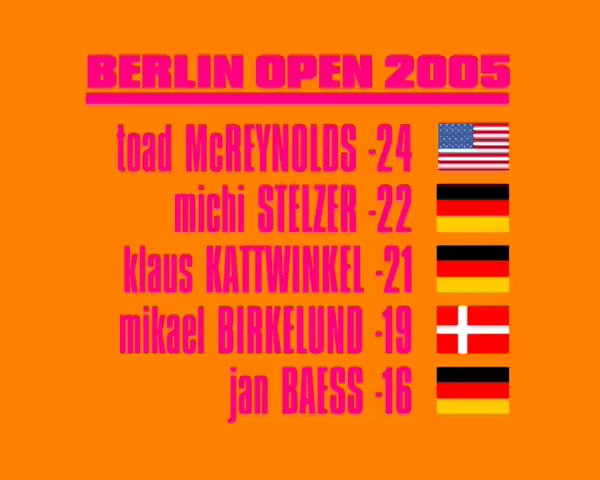 BERLIN OPEN 2005
toad McREYNOLDS -24
michi STELZER -22
klaus KATTWINKEL -21
mikael BIRKELUND -19
jan BAESS -16